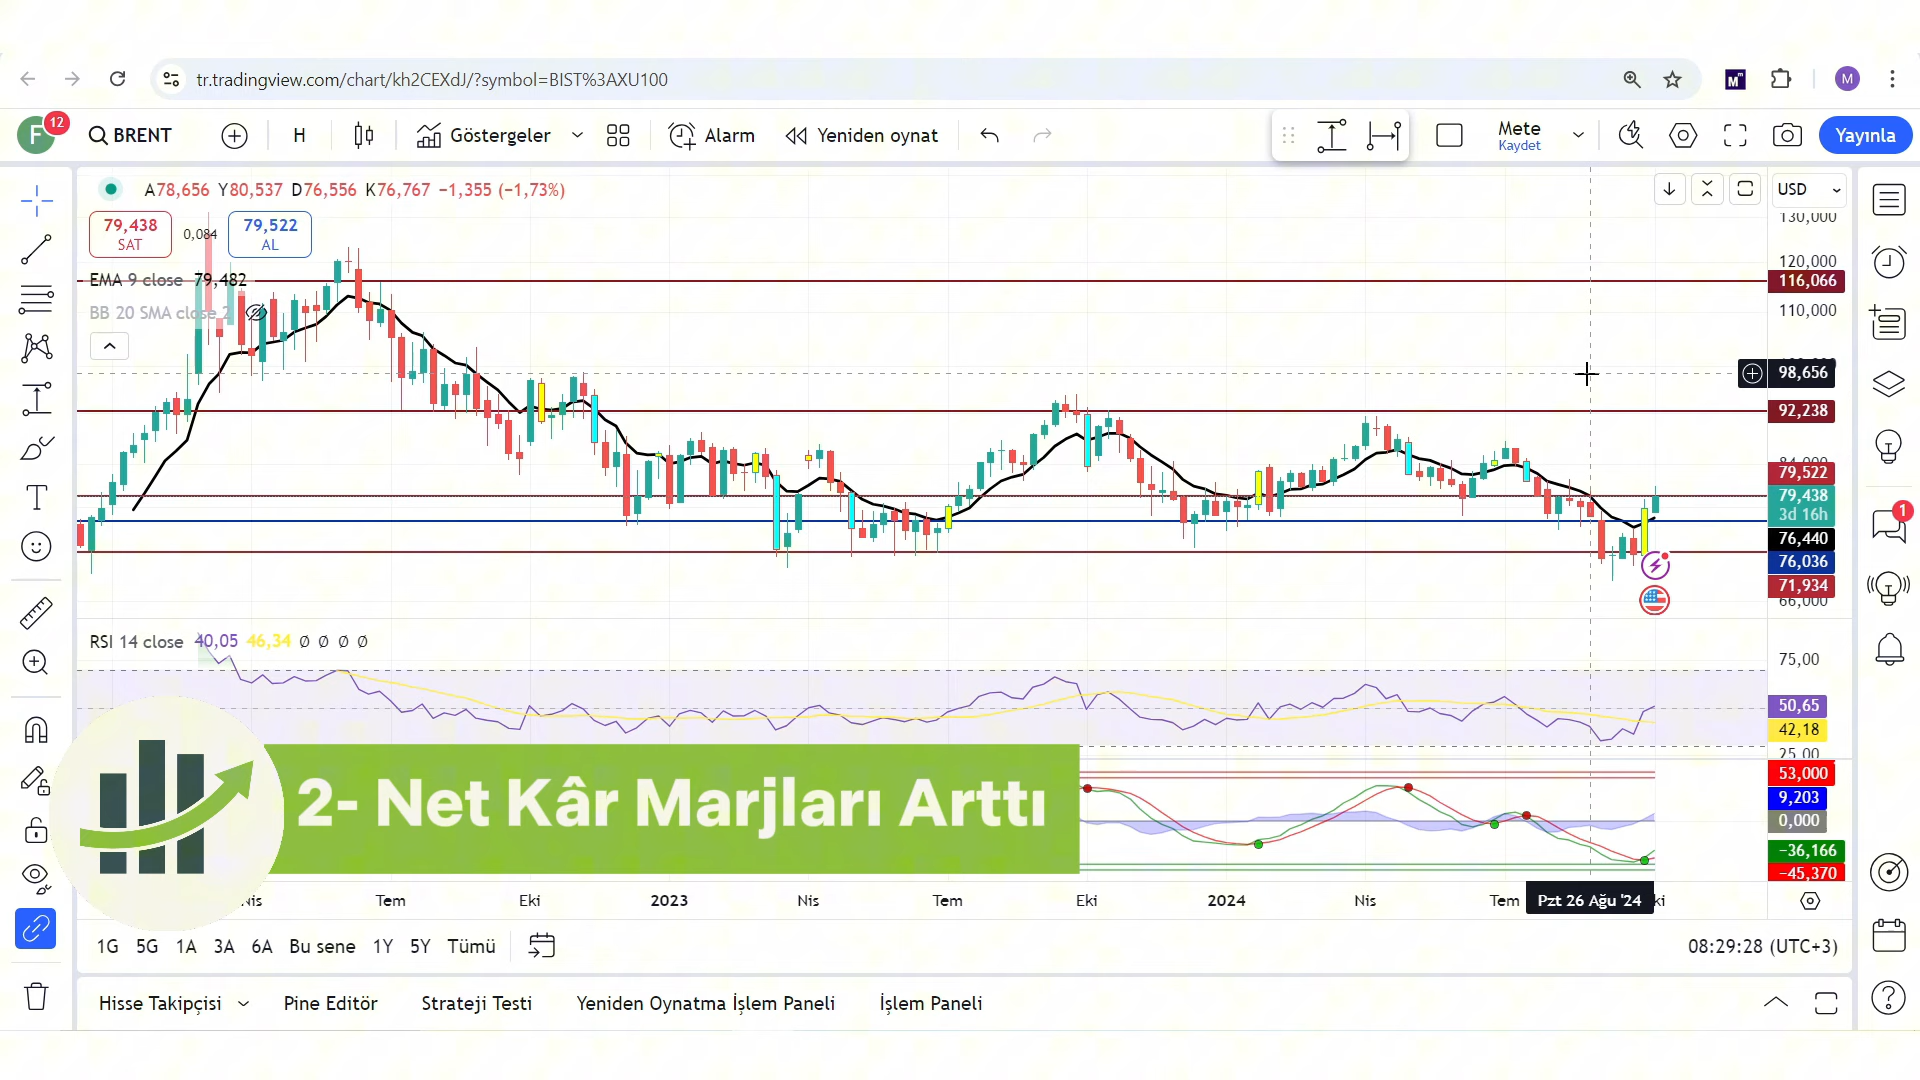 tr.tradingview.com/chart/kh2CEXdJ/?symbol=BIST%3AXU100
M
F 12 BRENT H Göstergeler Alarm Yeniden oynat Mete Kaydet Yayınla
A78,656 Y80,537 D76,556 K76,767 −1,355 (−1,73%)
USD
79,438 SAT 0,084 79,522 AL
EMA 9 close 79,482
BB 20 SMA close 2
130,000
120,000
116,066
110,000
98,656
92,238
79,522
79,438
3d 16h
76,440
76,036
71,934
66,000
RSI 14 close 40,05 46,34 ∅ ∅ ∅ ∅
75,00
50,65
42,18
25,00
53,000
9,203
0,000
−36,166
−45,370
1
2- Net Kâr Marjları Arttı
Nis Tem Eki 2023 Nis Tem Eki 2024 Nis Tem Pzt 26 Ağu '24
1G 5G 1A 3A 6A Bu sene 1Y 5Y Tümü
08:29:28 (UTC+3)
Hisse Takipçisi Pine Editör Strateji Testi Yeniden Oynatma İşlem Paneli İşlem Paneli